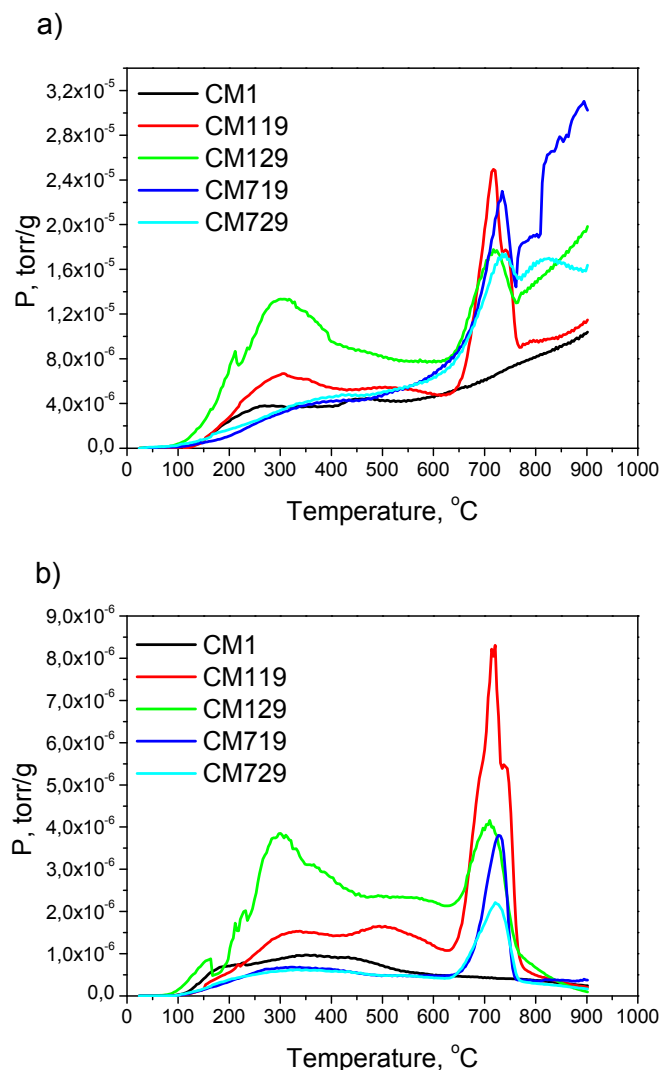 a)
P, torr/g
3,2x10⁻⁵
2,8x10⁻⁵
2,4x10⁻⁵
2,0x10⁻⁵
1,6x10⁻⁵
1,2x10⁻⁵
8,0x10⁻⁶
4,0x10⁻⁶
0,0
CM1
CM119
CM129
CM719
CM729
0 100 200 300 400 500 600 700 800 900 1000
Temperature, °C
b)
P, torr/g
9,0x10⁻⁶
8,0x10⁻⁶
7,0x10⁻⁶
6,0x10⁻⁶
5,0x10⁻⁶
4,0x10⁻⁶
3,0x10⁻⁶
2,0x10⁻⁶
1,0x10⁻⁶
0,0
CM1
CM119
CM129
CM719
CM729
0 100 200 300 400 500 600 700 800 900 1000
Temperature, °C